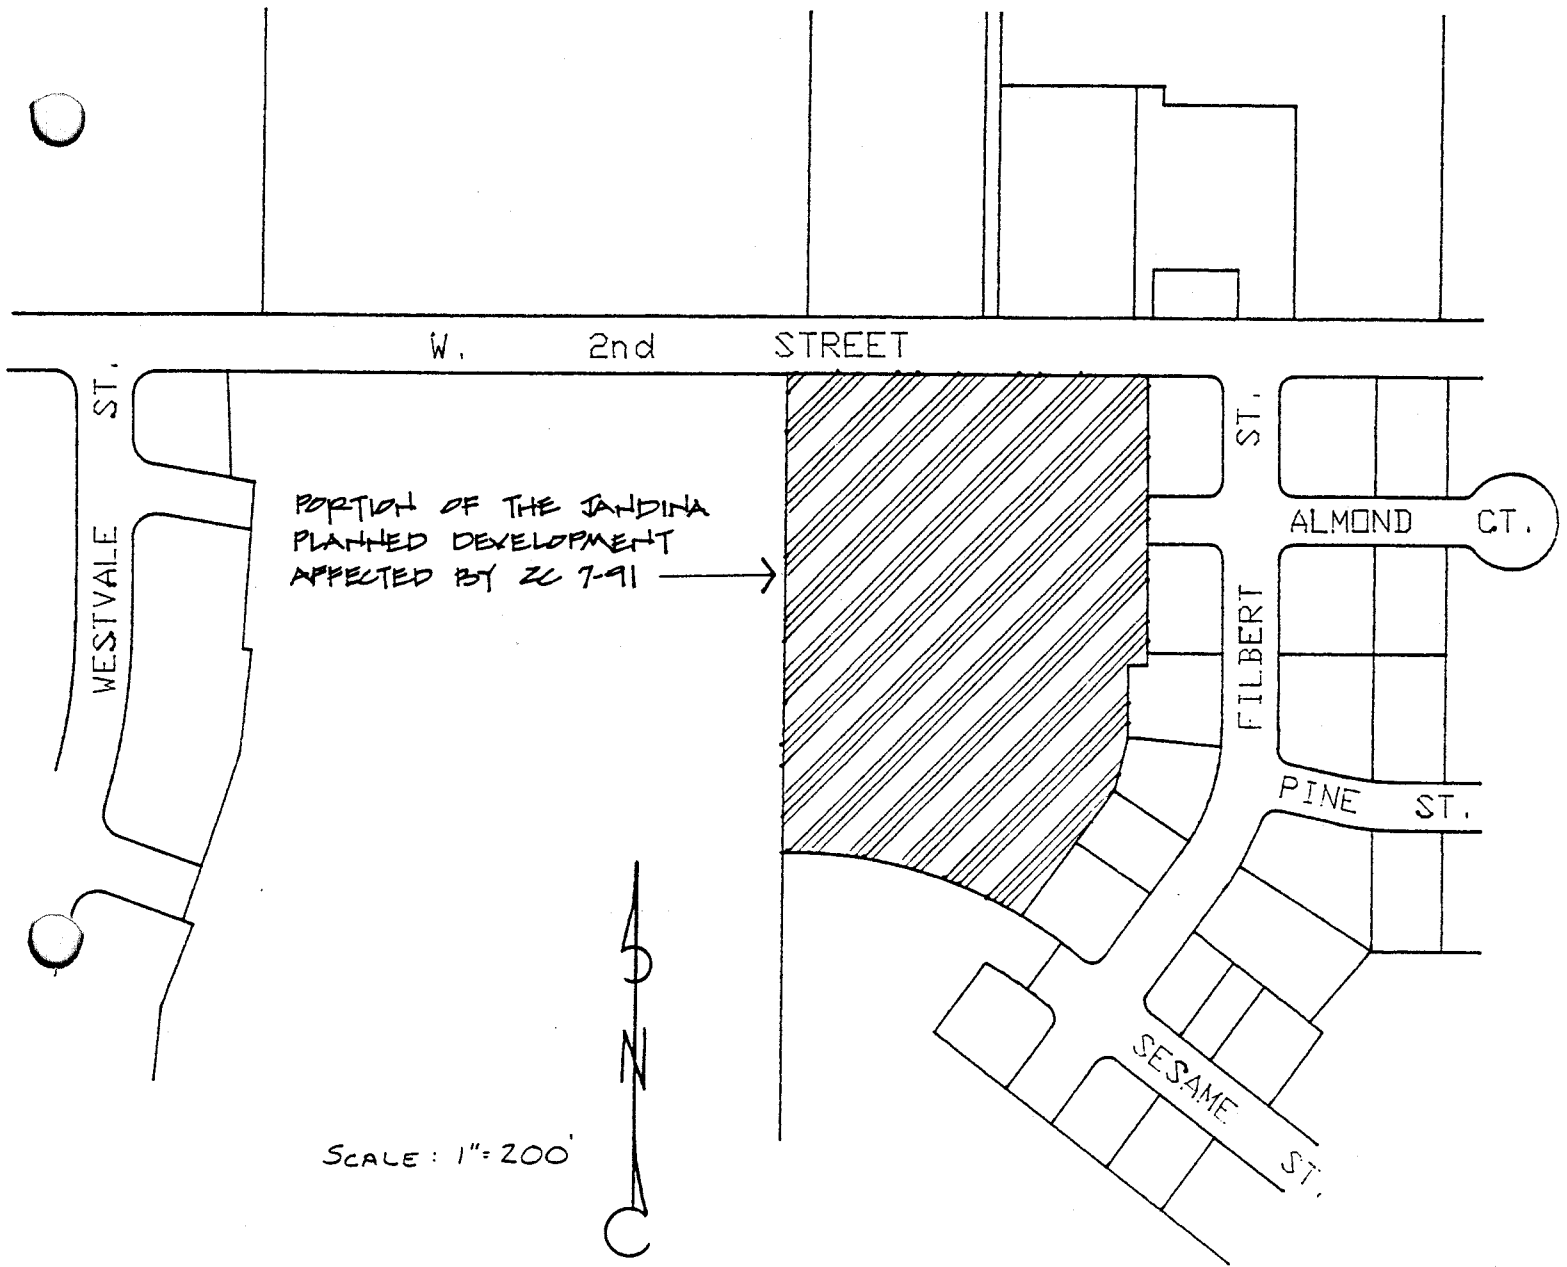 W. 2nd STREET
WESTVALE ST.
PORTION OF THE JANDINA
PLANNED DEVELOPMENT
AFFECTED BY ZC 7-91
FILBERT ST.
ALMOND CT.
PINE ST.
SESAME ST.
N
SCALE: 1"=200'